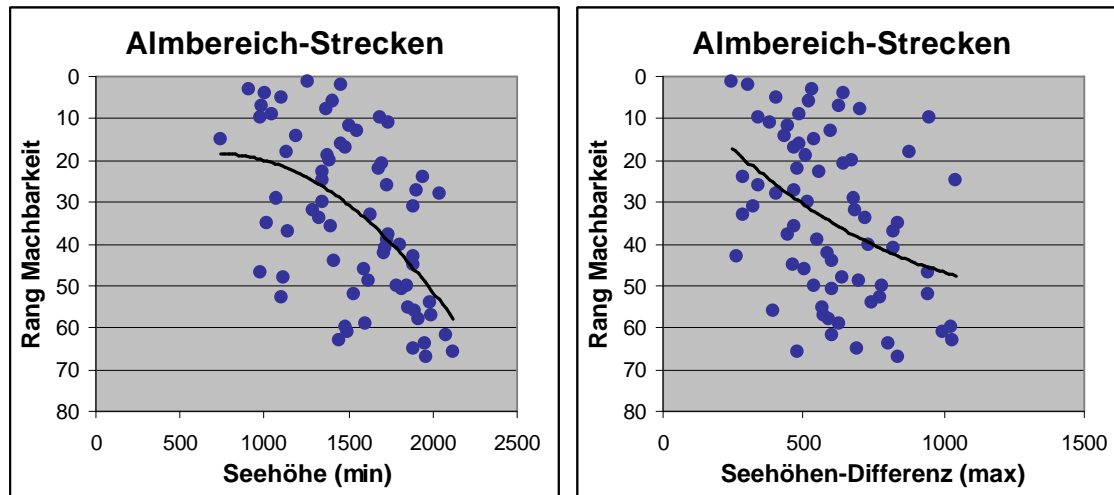 Almbereich-Strecken
Rang Machbarkeit
0
10
20
30
40
50
60
70
80
0 500 1000 1500 2000 2500
Seehöhe (min)
Almbereich-Strecken
Rang Machbarkeit
0
10
20
30
40
50
60
70
80
0 500 1000 1500
Seehöhen-Differenz (max)